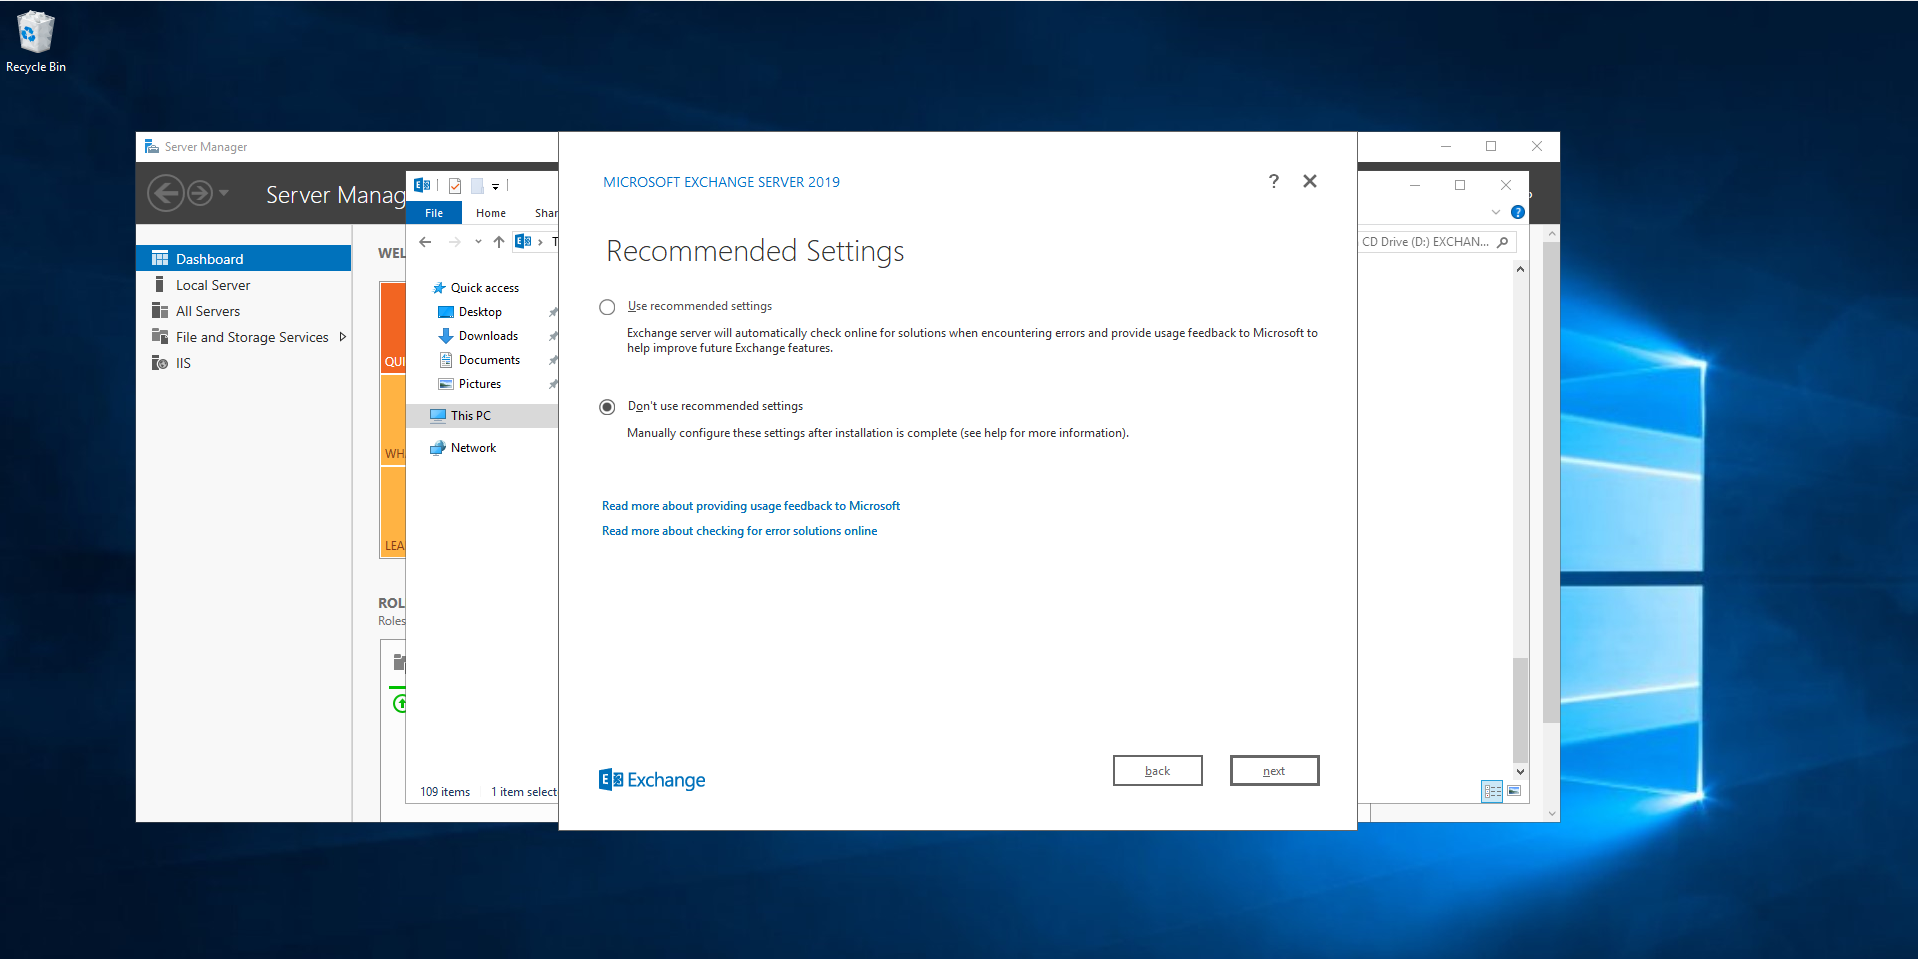 Recycle Bin
Server Manager
Server Manag
Dashboard
Local Server
All Servers
File and Storage Services
IIS
WEL
QUI
WH
LEA
ROL
Roles
File
Home
Shar
T
Quick access
Desktop
Downloads
Documents
Pictures
This PC
Network
109 items
1 item select
CD Drive (D:) EXCHAN...
MICROSOFT EXCHANGE SERVER 2019
?
Recommended Settings
Use recommended settings
Exchange server will automatically check online for solutions when encountering errors and provide usage feedback to Microsoft to
help improve future Exchange features.
Don't use recommended settings
Manually configure these settings after installation is complete (see help for more information).
Read more about providing usage feedback to Microsoft
Read more about checking for error solutions online
E Exchange
back
next